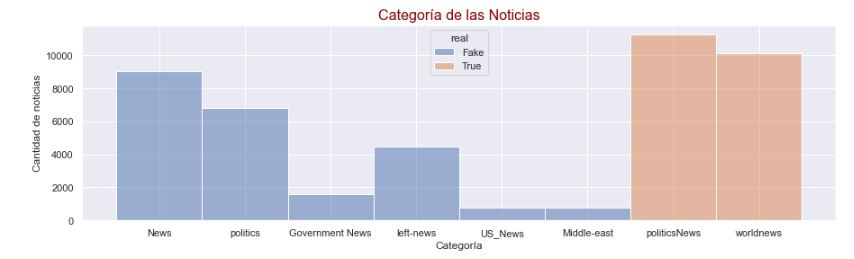 Categoría de las Noticias
real
Fake
True
Cantidad de noticias
10000
8000
6000
4000
2000
0
News politics Government News left-news US_News Middle-east politicsNews worldnews
Categoría